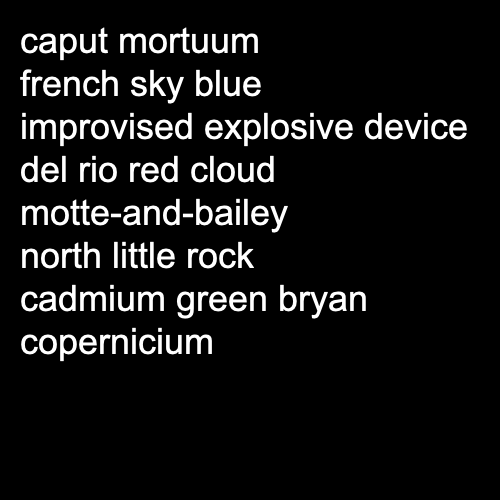 caput mortuum
french sky blue
improvised explosive device
del rio red cloud
motte-and-bailey
north little rock
cadmium green bryan
copernicium